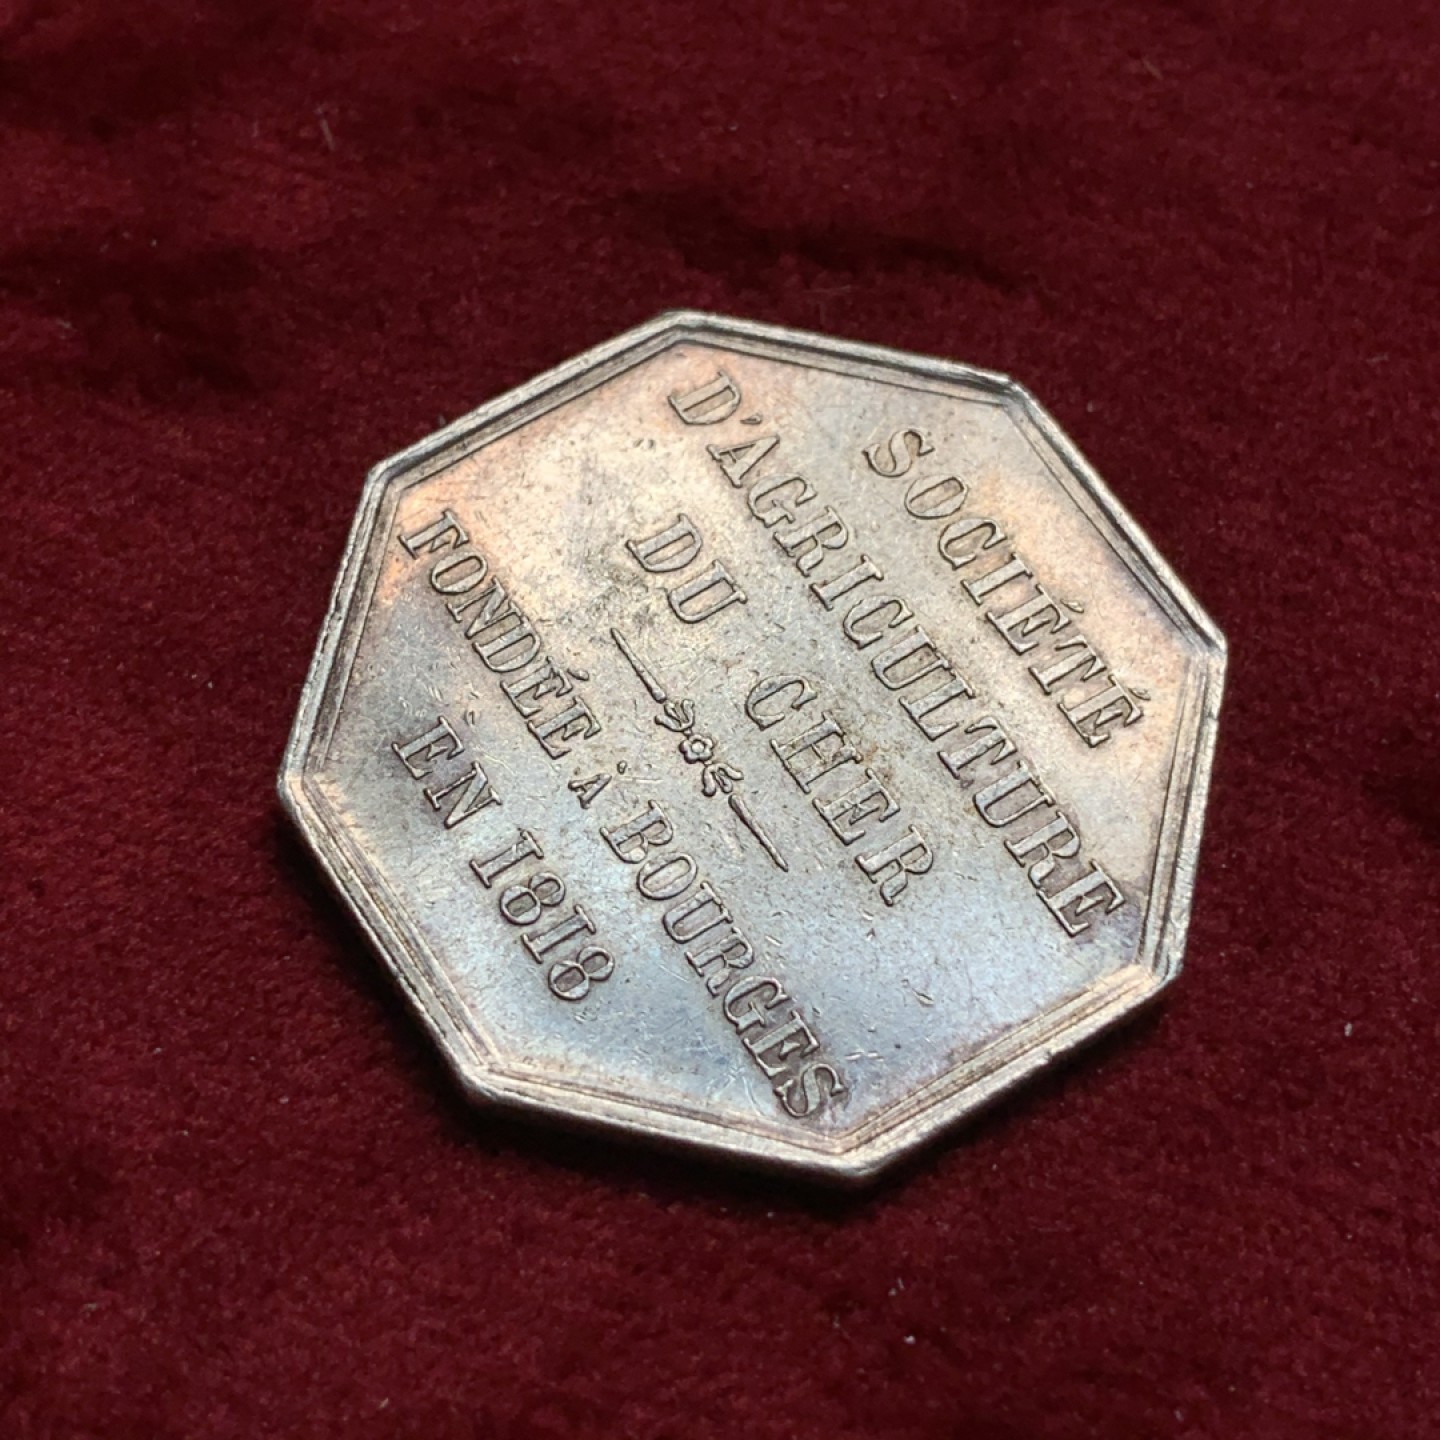 SOCIÉTÉ
D'AGRICULTURE
DU CHER
FONDÉE À BOURGES
EN 1818